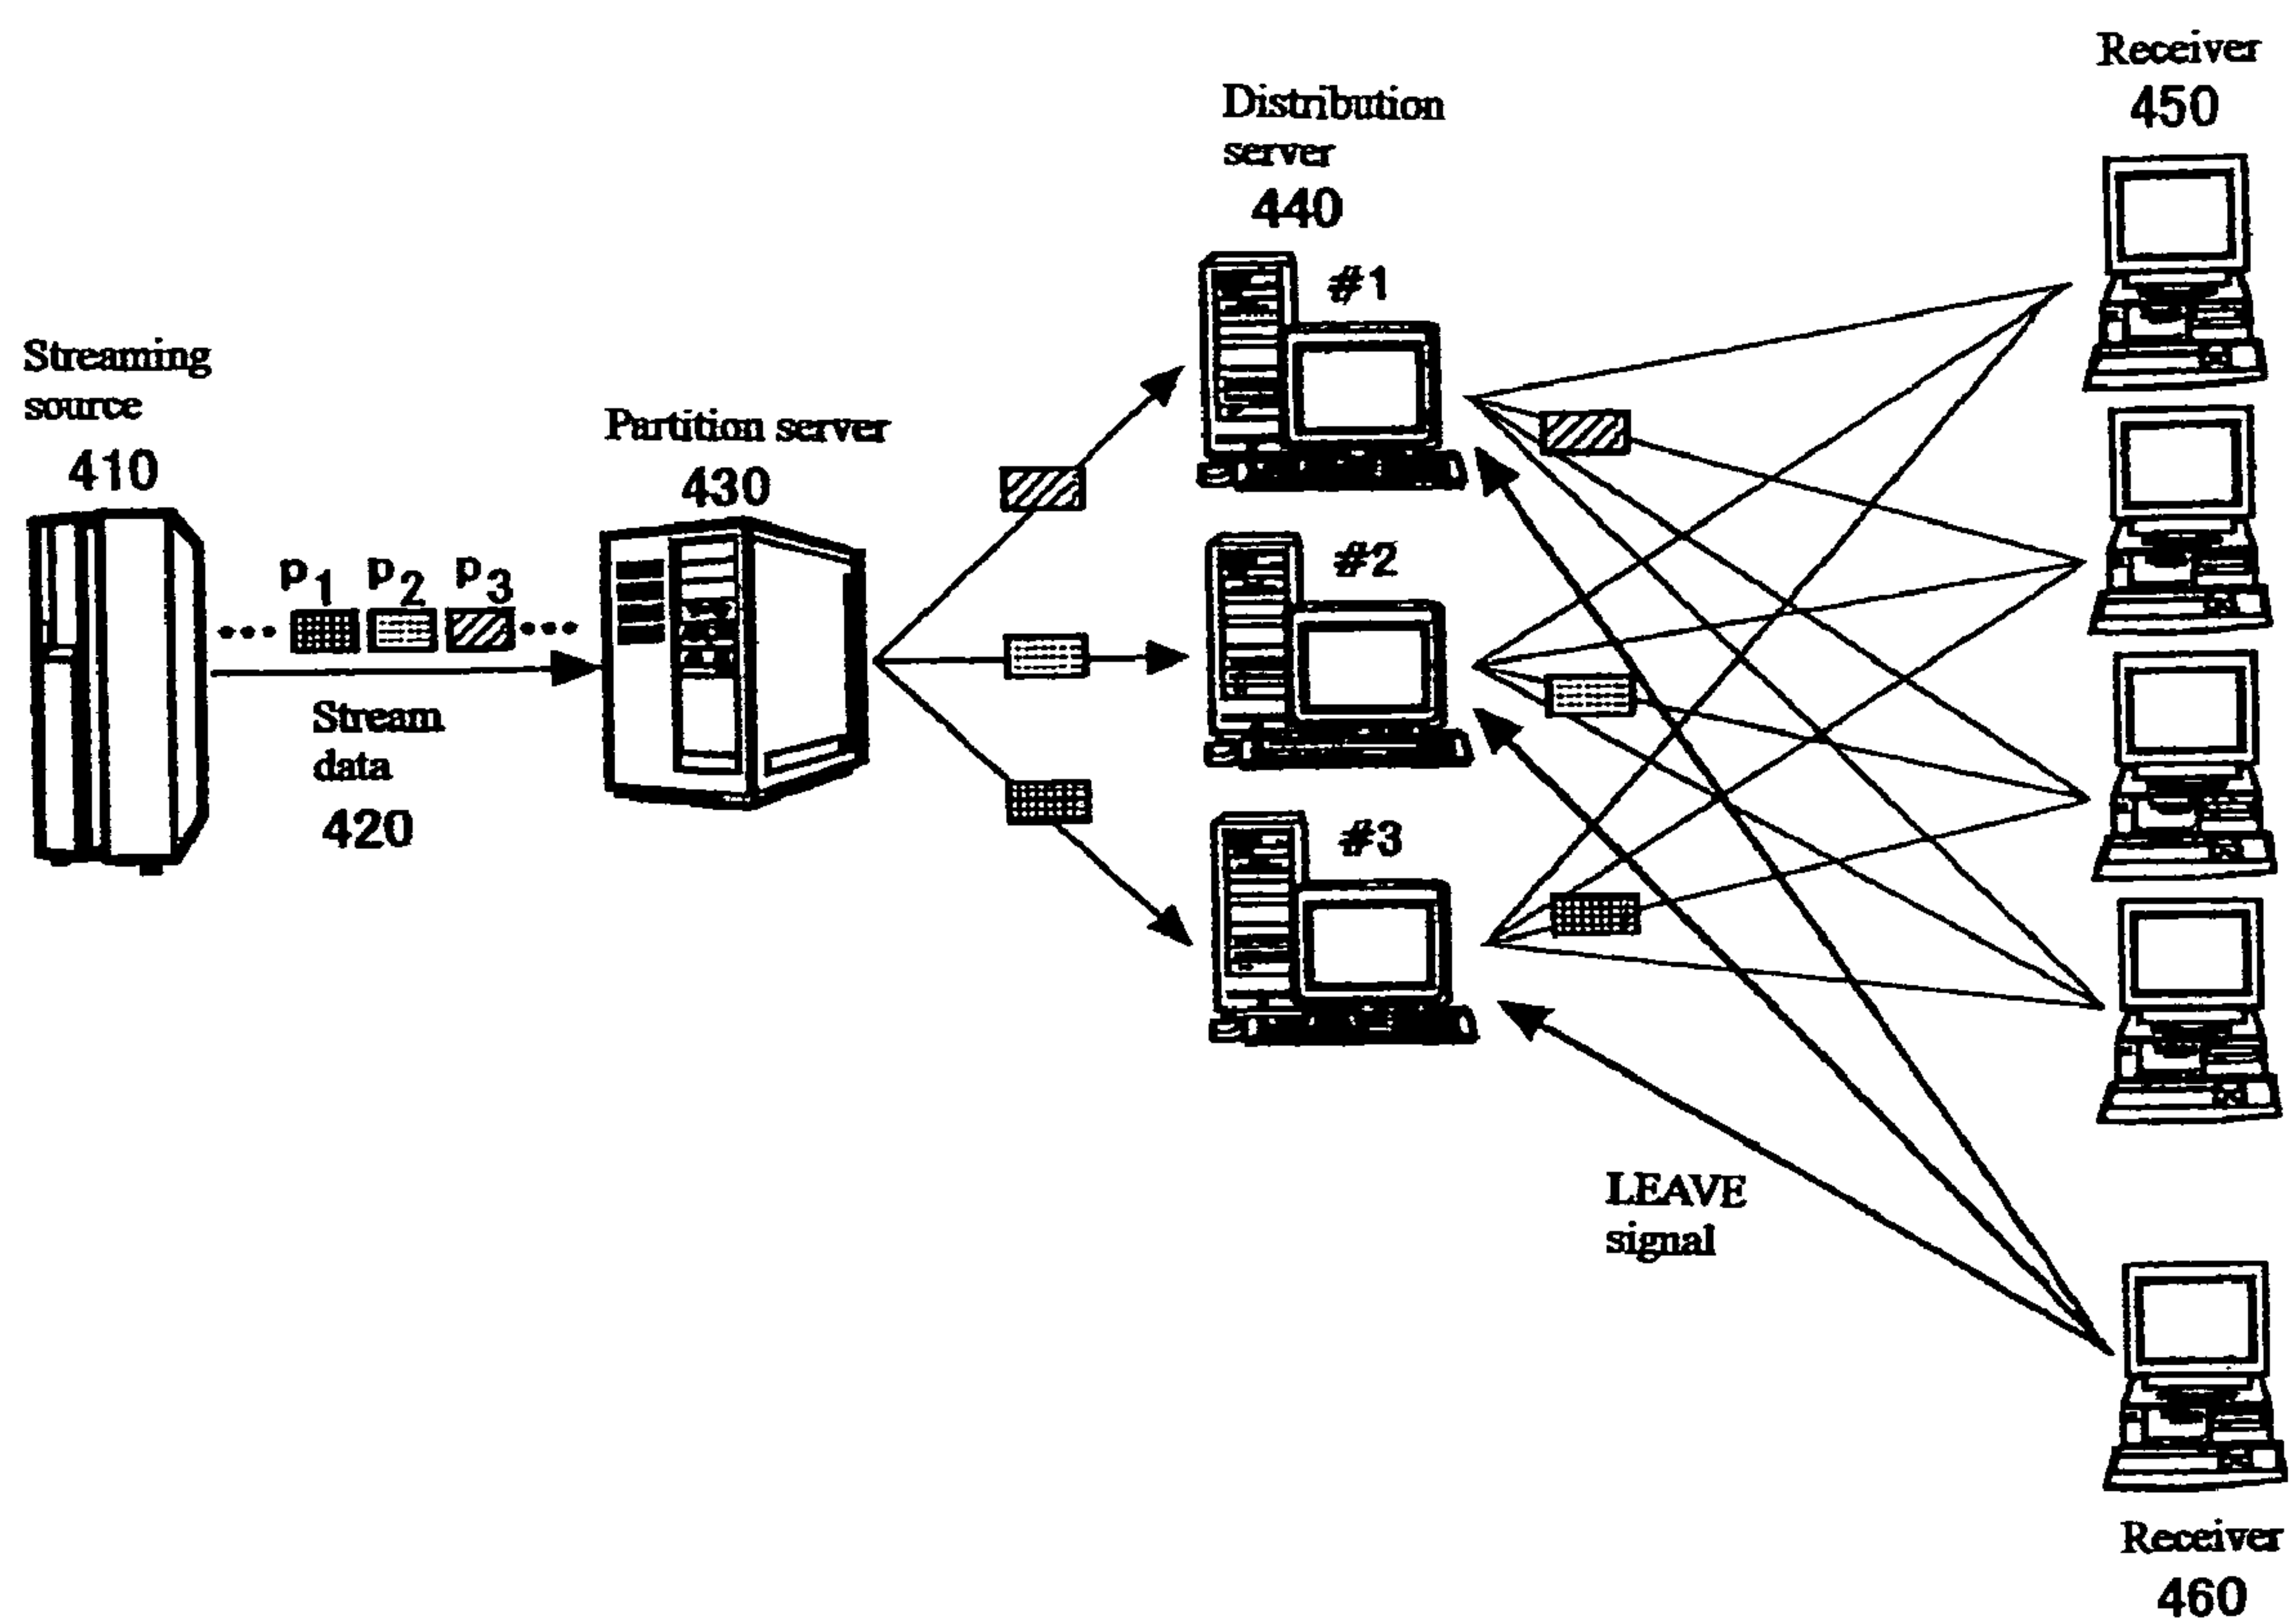 Receiver
450
Distribution
server
440
#1
Streaming
source
410
Partition server
430
#2
p1 p2 p3
Stream
data
420
#3
LEAVE
signal
Receiver
460